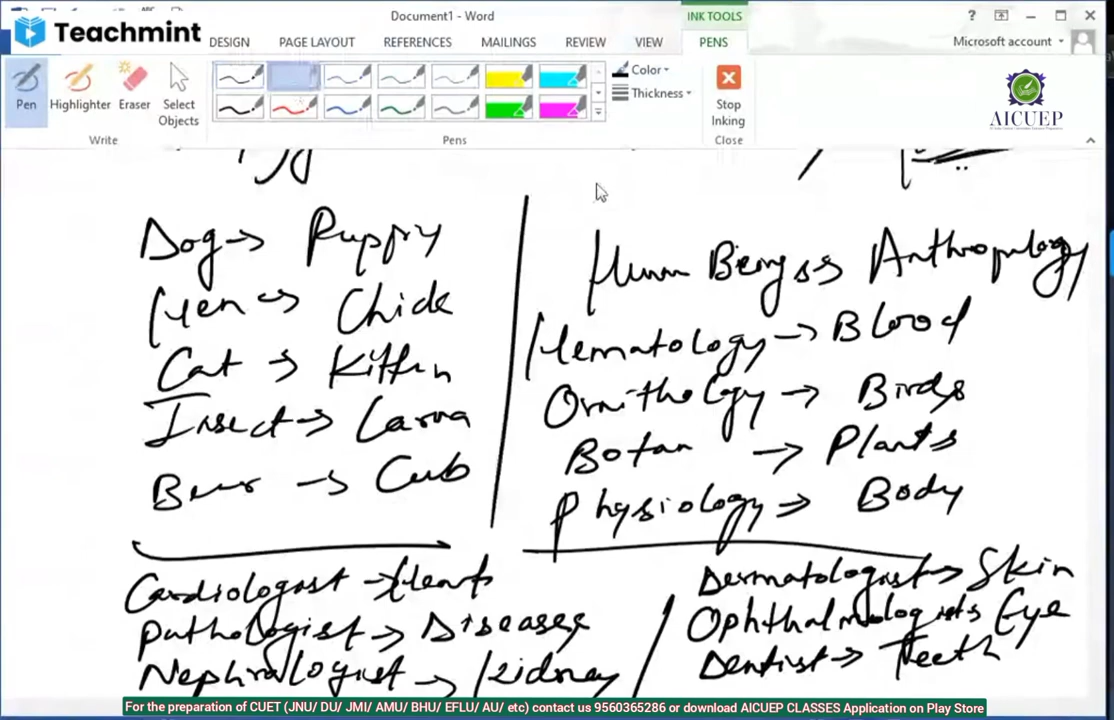 Document1 - Word
INK TOOLS
Teachmint
DESIGN
PAGE LAYOUT
REFERENCES
MAILINGS
REVIEW
VIEW
PENS
Microsoft account
Pen
Highlighter
Eraser
Select Objects
Color
Thickness
Stop Inking
AICUEP
Write
Pens
Close
Dog → Puppy
Hen → Chick
Cat → Kitten
Insect → Larva
Bear → Cub
Human Beings → Anthropology
Hematology → Blood
Ornithology → Birds
Botan → Plants
Physiology → Body
Cardiologist → Heart
Pathologist → Diseases
Nephralogist → Kidney
Dermatologist → Skin
Ophthalmologists Eye
Dentist → Teeth
For the preparation of CUET (JNU/ DU/ JMI/ AMU/ BHU/ EFLU/ AU/ etc) contact us 9560365286 or download AICUEP CLASSES Application on Play Store